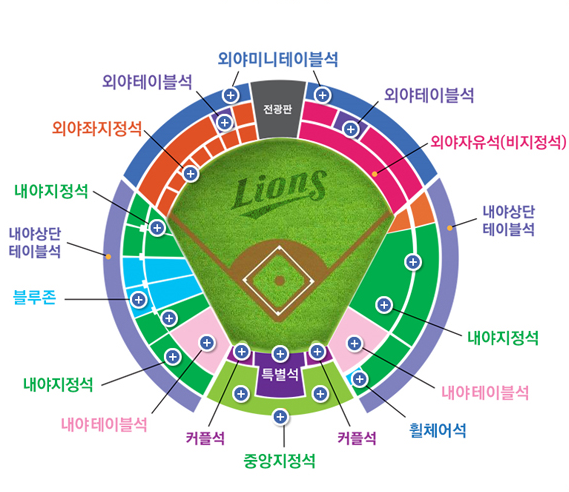 외야미니테이블석
외야테이블석
외야테이블석
전광판
외야좌지정석
외야자유석(비지정석)
Lions
내야지정석
내야상단
테이블석
내야상단
테이블석
블루존
내야지정석
특별석
내야지정석
내야테이블석
내야테이블석
커플석
커플석
휠체어석
중앙지정석